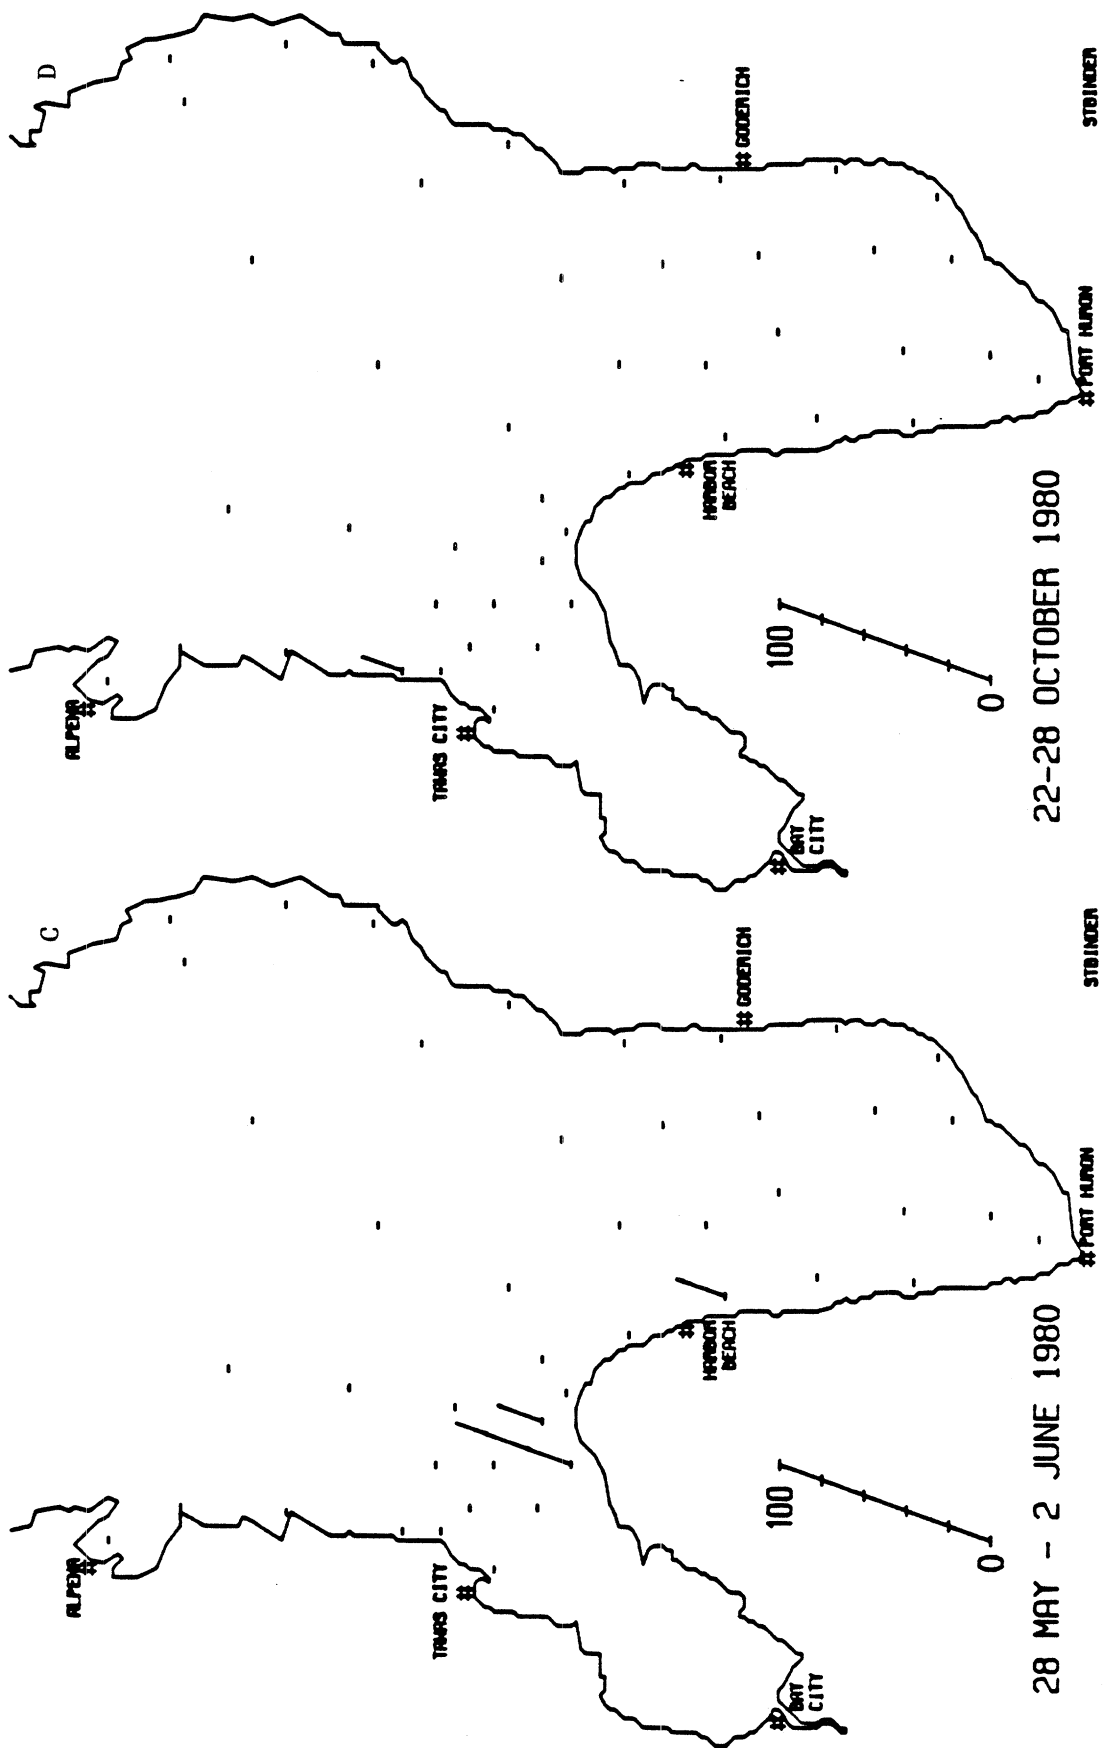 C
ALPENA
TAWAS CITY
BAY
CITY
HARBOR
BEACH
GODERICH
PORT HURON
100
0
28 MAY - 2 JUNE 1980
STBINDER
D
ALPENA
TAWAS CITY
BAY
CITY
HARBOR
BEACH
GODERICH
PORT HURON
100
0
22-28 OCTOBER 1980
STBINDER